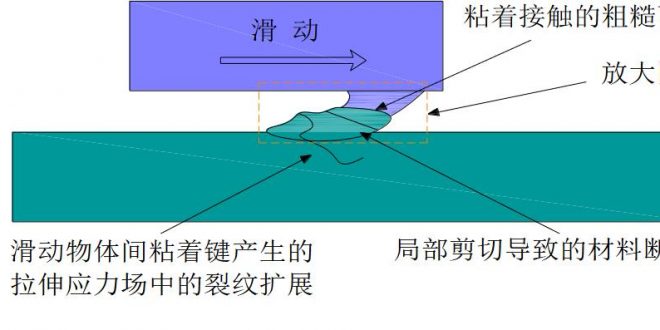 滑 动
粘着接触的粗糙
放大
滑动物体间粘着键产生的
拉伸应力场中的裂纹扩展
局部剪切导致的材料断